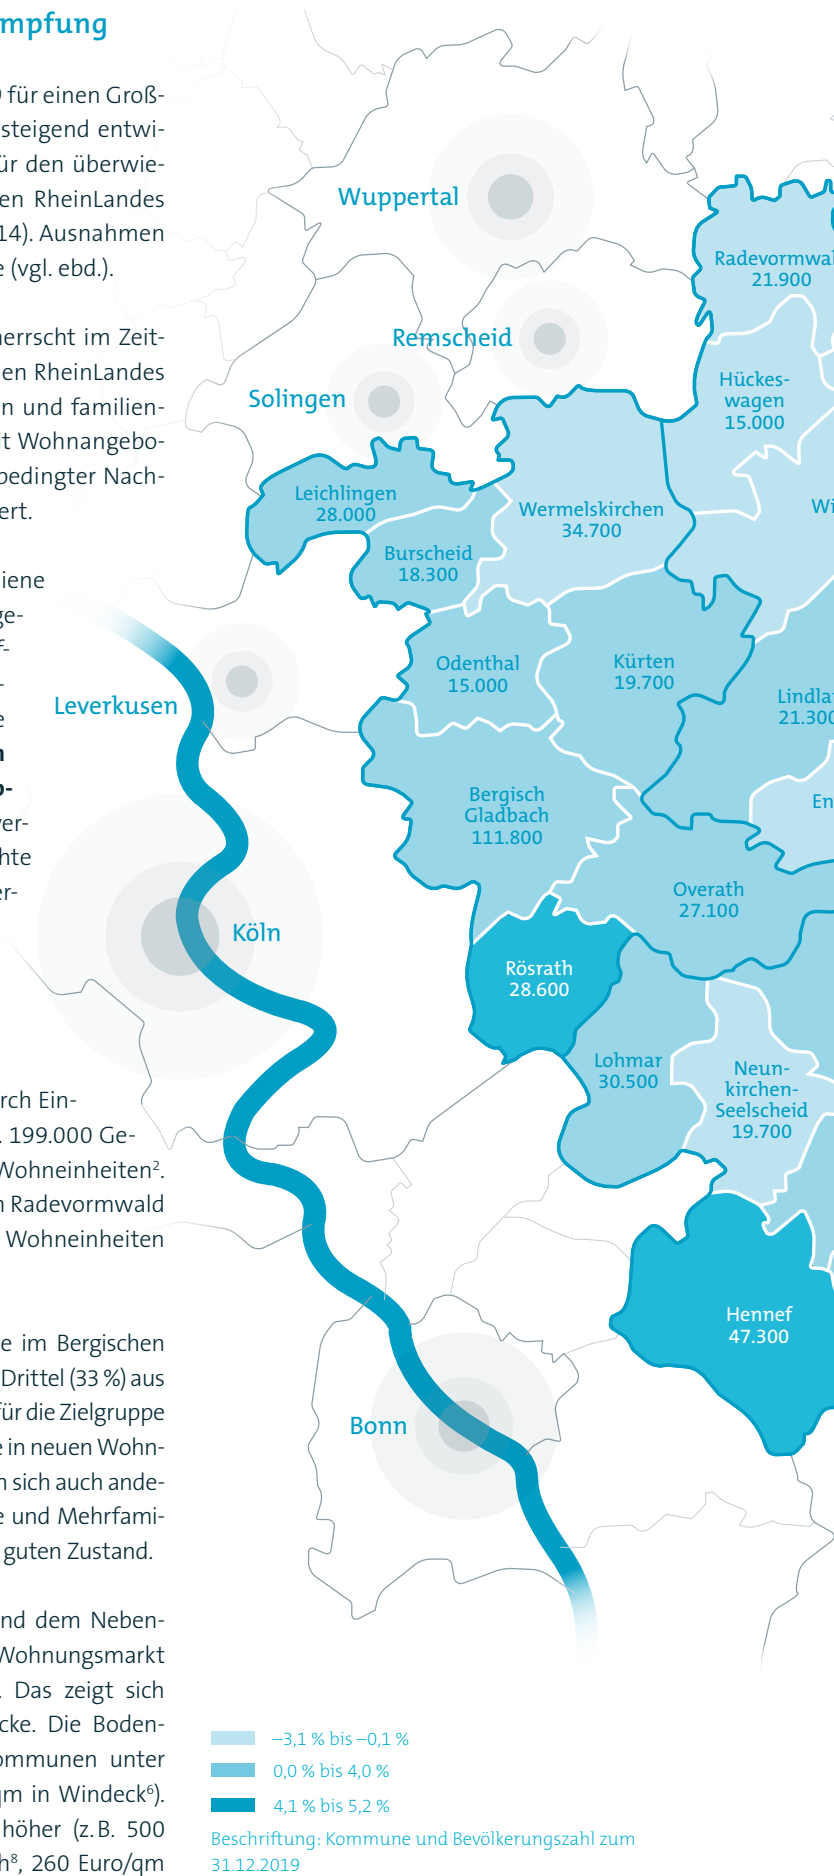 mpfung
für einen Groß-
steigend entwi-
ür den überwie-
en RheinLandes
14). Ausnahmen
e (vgl. ebd.).
herrscht im Zeit-
en RheinLandes
n und familien-
it Wohnangebo-
bedingter Nach-
ert.
iene
ge-
f-
-
e
n
o-
ver-
hte
er-
rch Ein-
. 199.000 Ge-
Wohneinheiten².
n Radevormwald
Wohneinheiten
e im Bergischen
Drittel (33 %) aus
für die Zielgruppe
e in neuen Wohn-
n sich auch ande-
e und Mehrfami-
guten Zustand.
nd dem Neben-
Wohnungsmarkt
. Das zeigt sich
cke. Die Boden-
ommunen unter
qm in Windeck⁶).
höher (z. B. 500
h⁸, 260 Euro/qm
Wuppertal
Radevormwal
21.900
Remscheid
Solingen
Hückes-
wagen
15.000
Leichlingen
28.000
Wermelskirchen
34.700
Wi
Burscheid
18.300
Odenthal
15.000
Kürten
19.700
Lindla
21.300
Leverkusen
Bergisch
Gladbach
111.800
En
Overath
27.100
Köln
Rösrath
28.600
Lohmar
30.500
Neun-
kirchen-
Seelscheid
19.700
Hennef
47.300
Bonn
–3,1 % bis –0,1 %
0,0 % bis 4,0 %
4,1 % bis 5,2 %
Beschriftung: Kommune und Bevölkerungszahl zum
31.12.2019